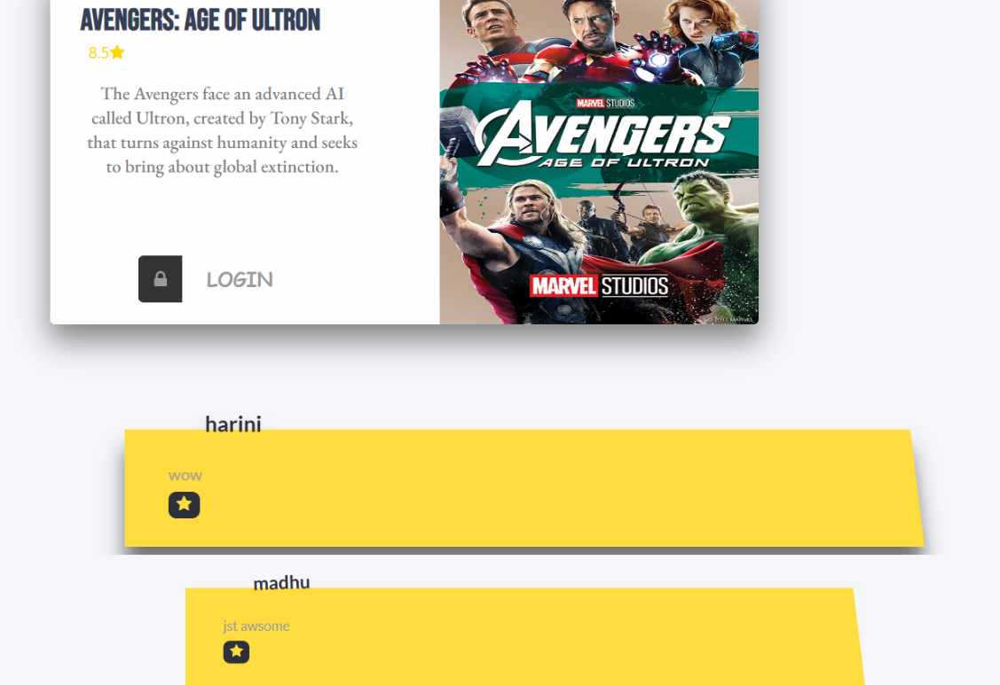 AVENGERS: AGE OF ULTRON
8.5
The Avengers face an advanced AI
called Ultron, created by Tony Stark,
that turns against humanity and seeks
to bring about global extinction.
LOGIN
MARVEL STUDIOS
AVENGERS
AGE OF ULTRON
MARVEL STUDIOS
© 2017 MARVEL
harini
wow
madhu
jst awsome